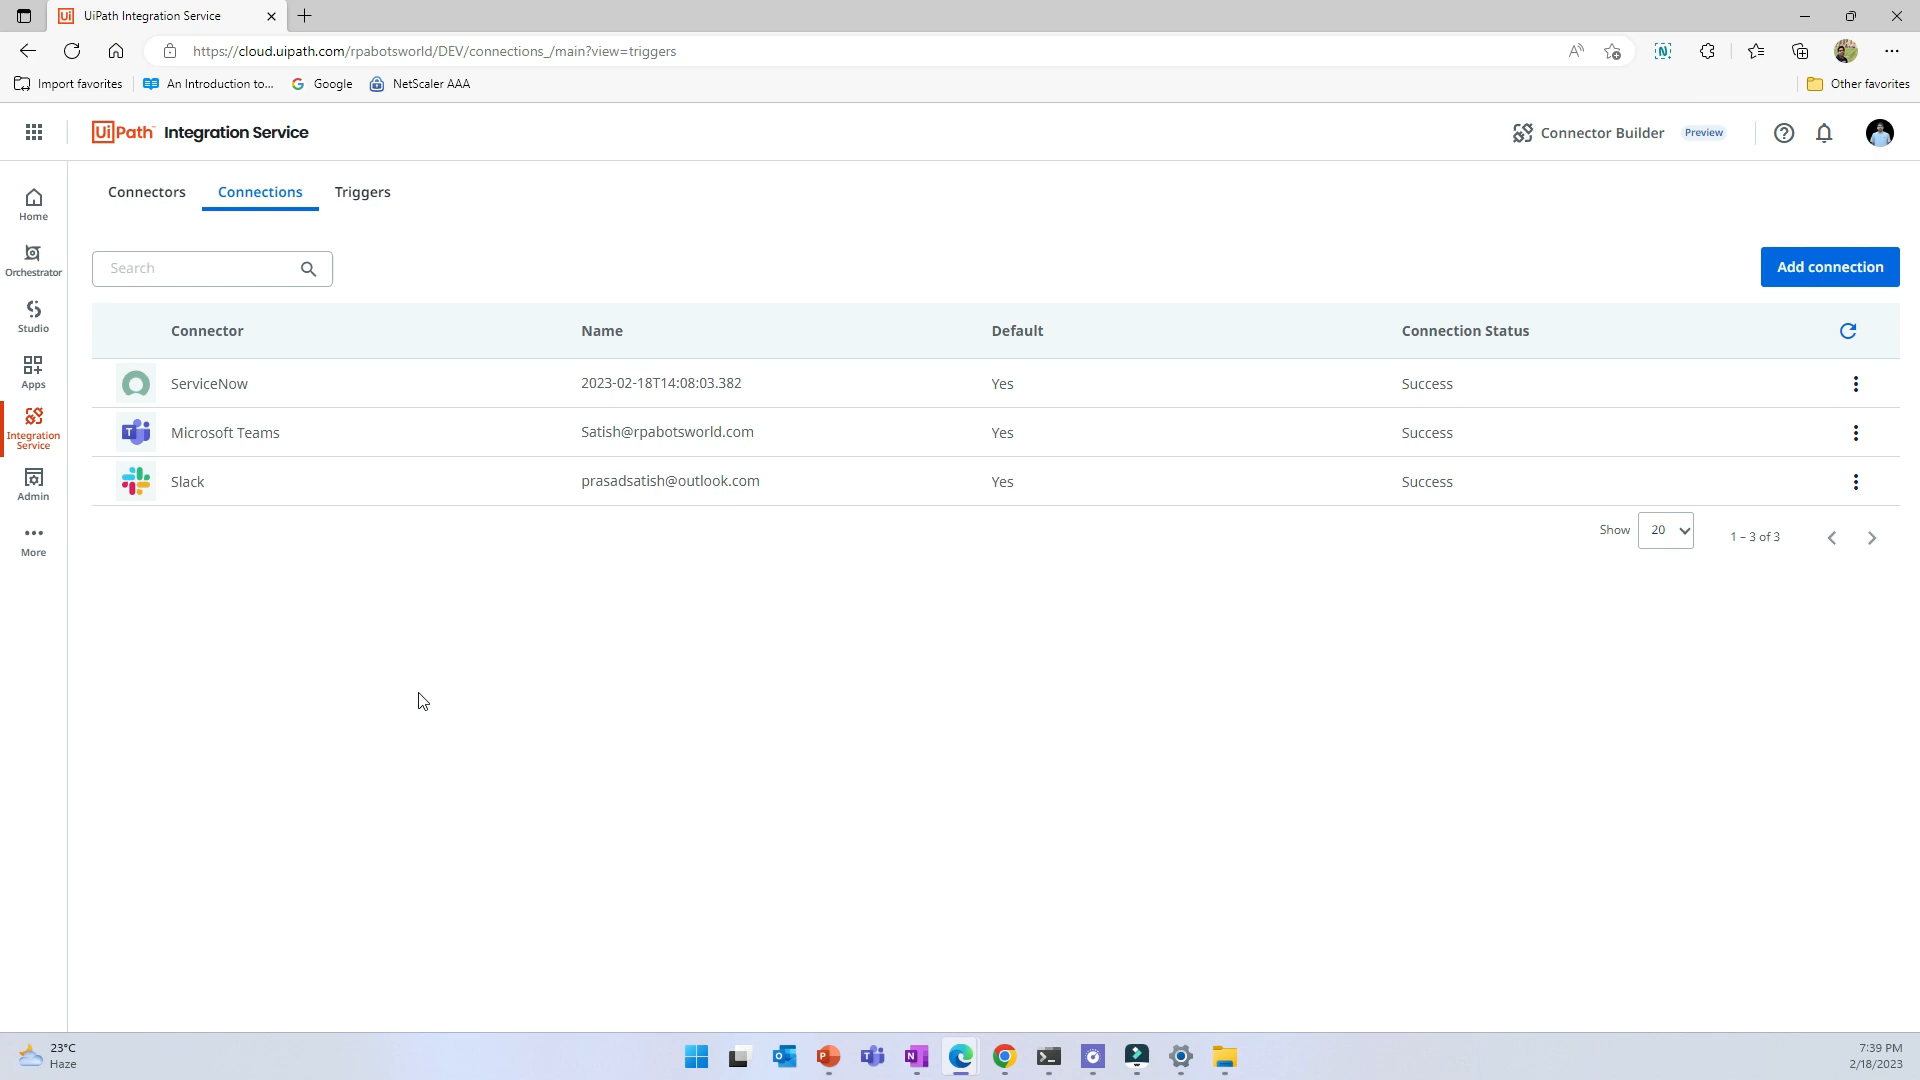 UiPath Integration Service
https://cloud.uipath.com/rpabotsworld/DEV/connections_/main?view=triggers
Import favorites
An Introduction to...
Google
NetScaler AAA
Other favorites
UiPath Integration Service
Connector Builder Preview
Home
Orchestrator
Studio
Apps
Integration
Service
Admin
More
Connectors Connections Triggers
Search
Add connection
Connector Name Default Connection Status
ServiceNow 2023-02-18T14:08:03.382 Yes Success
Microsoft Teams Satish@rpabotsworld.com Yes Success
Slack prasadsatish@outlook.com Yes Success
Show 20 1 – 3 of 3
23°C
Haze
7:39 PM
2/18/2023